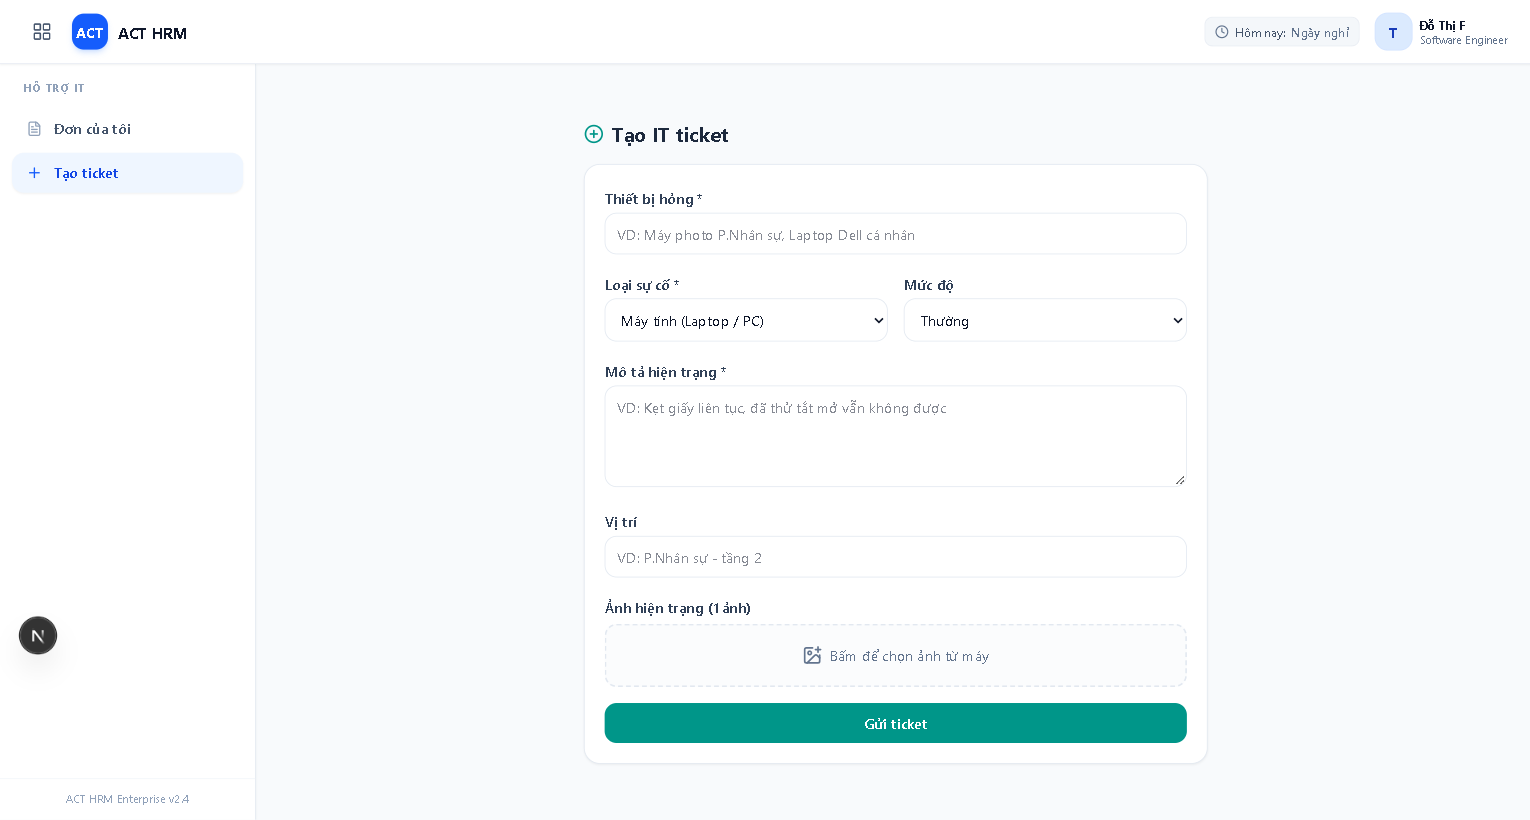 ACT
ACT HRM
Hôm nay: Ngày nghỉ
T
Đỗ Thị F
Software Engineer
HỖ TRỢ IT
Đơn của tôi
Tạo ticket
Tạo IT ticket
Thiết bị hỏng *
VD: Máy photo P.Nhân sự, Laptop Dell cá nhân
Loại sự cố *
Mức độ
Máy tính (Laptop / PC)
Thường
Mô tả hiện trạng *
VD: Kẹt giấy liên tục, đã thử tắt mở vẫn không được
Vị trí
VD: P.Nhân sự - tầng 2
Ảnh hiện trạng (1 ảnh)
Bấm để chọn ảnh từ máy
Gửi ticket
N
ACT HRM Enterprise v2.4